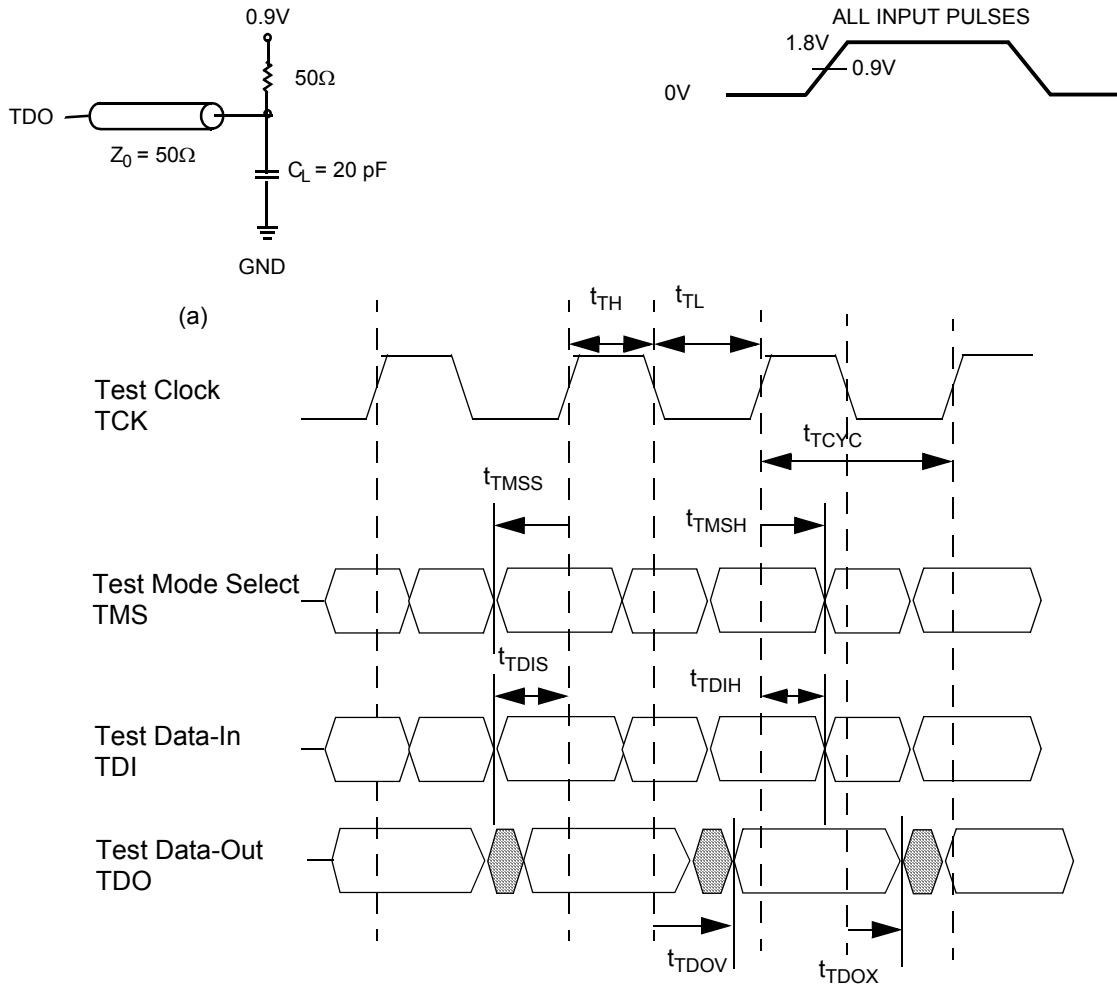 0.9V
ALL INPUT PULSES
1.8V
50Ω
0.9V
0V
TDO
Z0 = 50Ω
CL = 20 pF
GND
(a)
tTH
tTL
Test Clock
TCK
tTCYC
tTMSS
tTMSH
Test Mode Select
TMS
tTDIS
tTDIH
Test Data-In
TDI
Test Data-Out
TDO
tTDOV
tTDOX